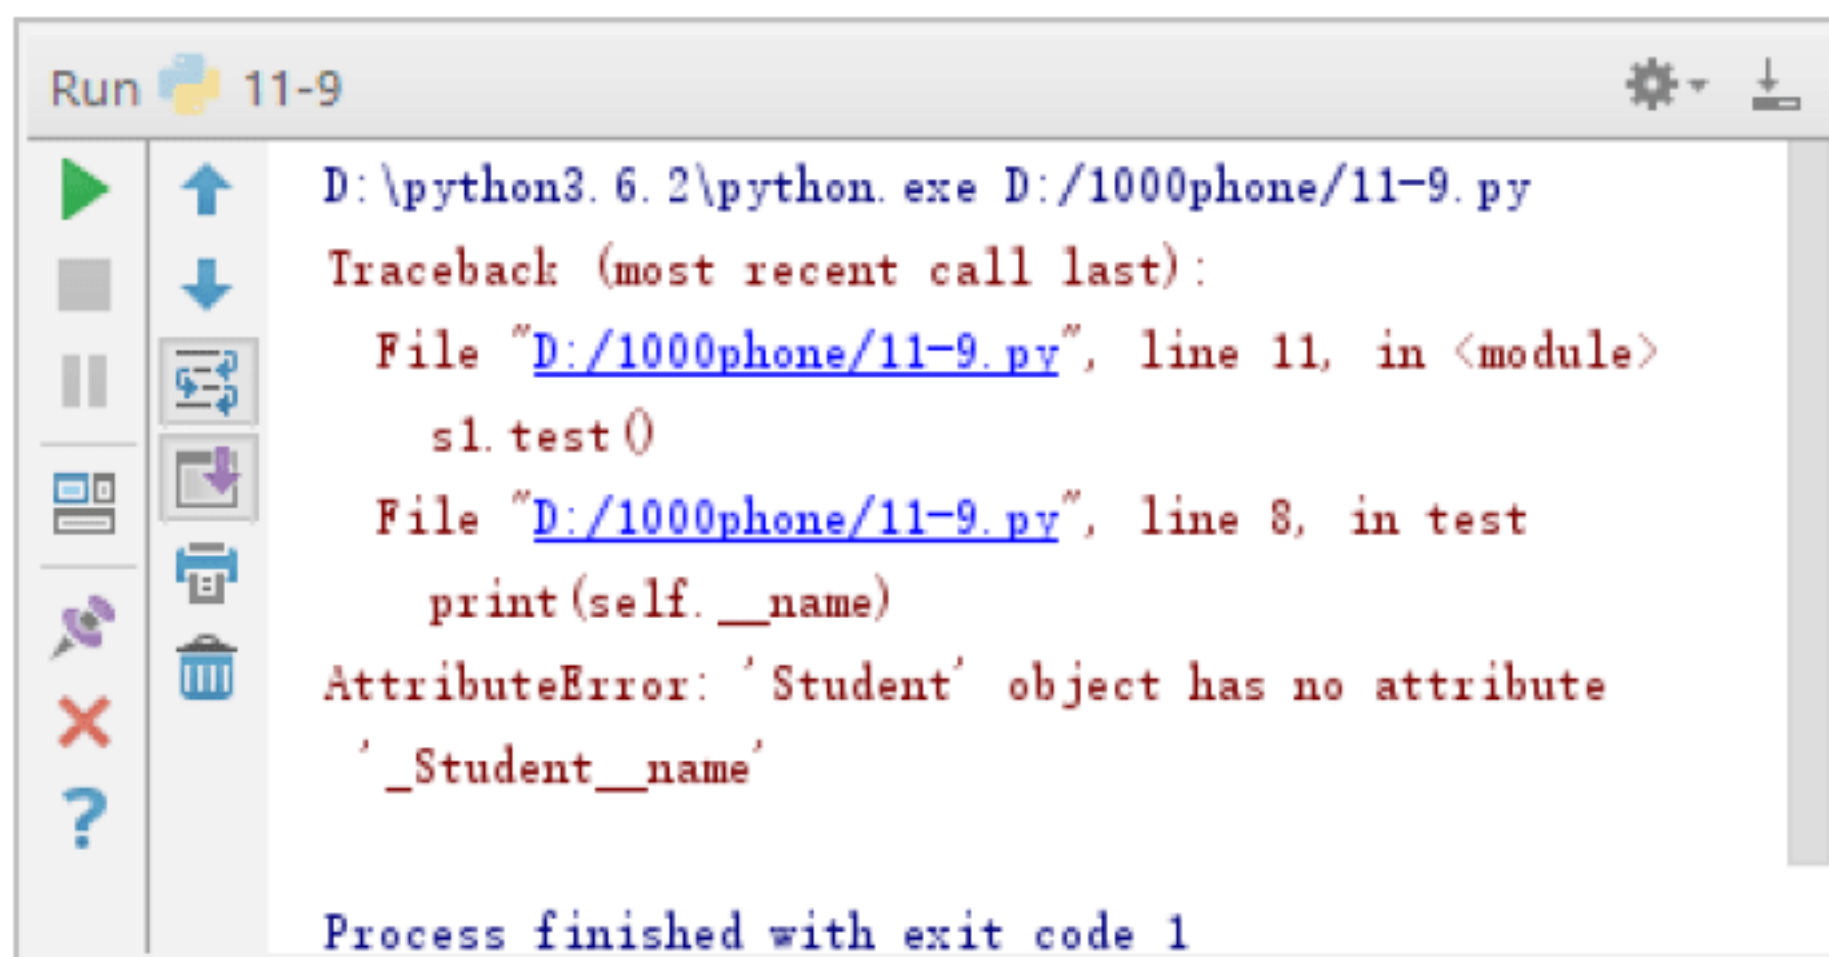 Run 11-9
D:\python3.6.2\python.exe D:/1000phone/11-9.py
Traceback (most recent call last):
File "D:/1000phone/11-9.py", line 11, in <module>
s1.test()
File "D:/1000phone/11-9.py", line 8, in test
print(self.__name)
AttributeError: 'Student' object has no attribute
'_Student__name'
Process finished with exit code 1